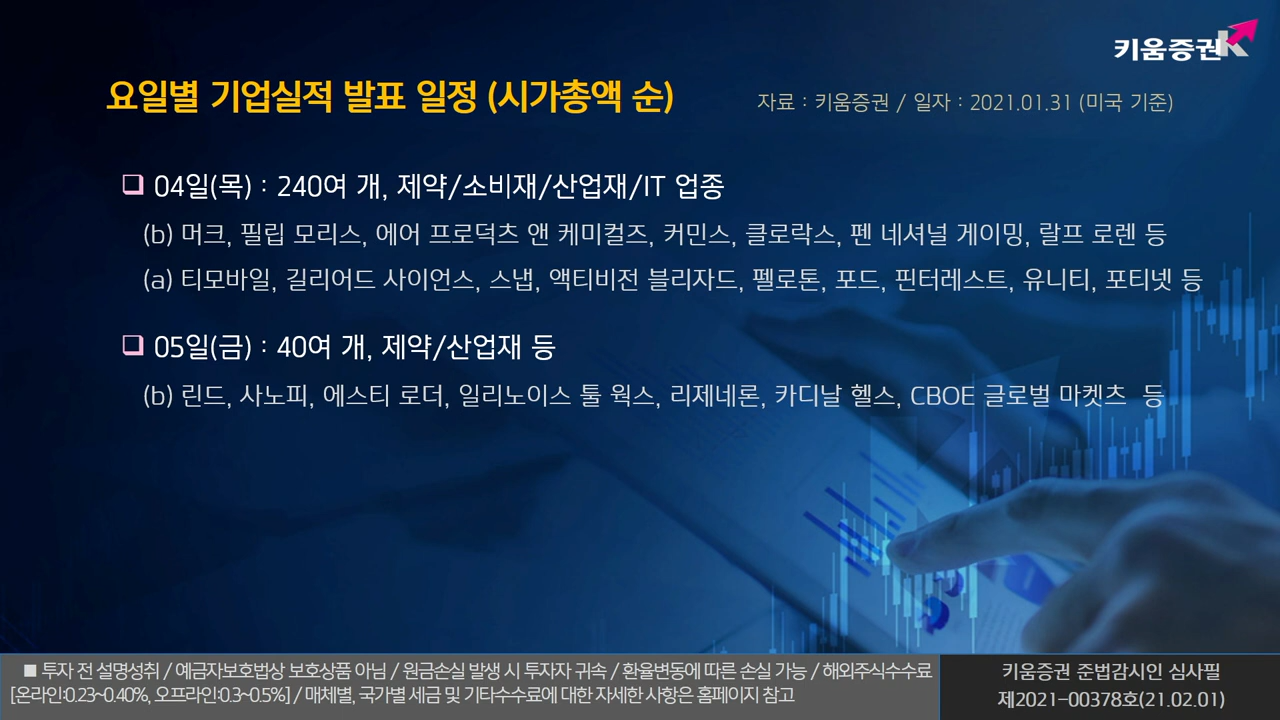 키움증권
요일별 기업실적 발표 일정 (시가총액 순)
자료 : 키움증권 / 일자 : 2021.01.31 (미국 기준)
❑ 04일(목) : 240여 개, 제약/소비재/산업재/IT 업종
(b) 머크, 필립 모리스, 에어 프로덕츠 앤 케미컬즈, 커민스, 클로락스, 펜 네셔널 게이밍, 랄프 로렌 등
(a) 티모바일, 길리어드 사이언스, 스냅, 액티비전 블리자드, 펠로톤, 포드, 핀터레스트, 유니티, 포티넷 등
❑ 05일(금) : 40여 개, 제약/산업재 등
(b) 린드, 사노피, 에스티 로더, 일리노이스 툴 웍스, 리제네론, 카디날 헬스, CBOE 글로벌 마켓츠 등
■ 투자 전 설명성취 / 예금자보호법상 보호상품 아님 / 원금손실 발생 시 투자자 귀속 / 환율변동에 따른 손실 가능 / 해외주식수수료
[온라인:0.23~0.40%, 오프라인:0.3~0.5%] / 매체별, 국가별 세금 및 기타수수료에 대한 자세한 사항은 홈페이지 참고
키움증권 준법감시인 심사필
제2021-00378호(21.02.01)